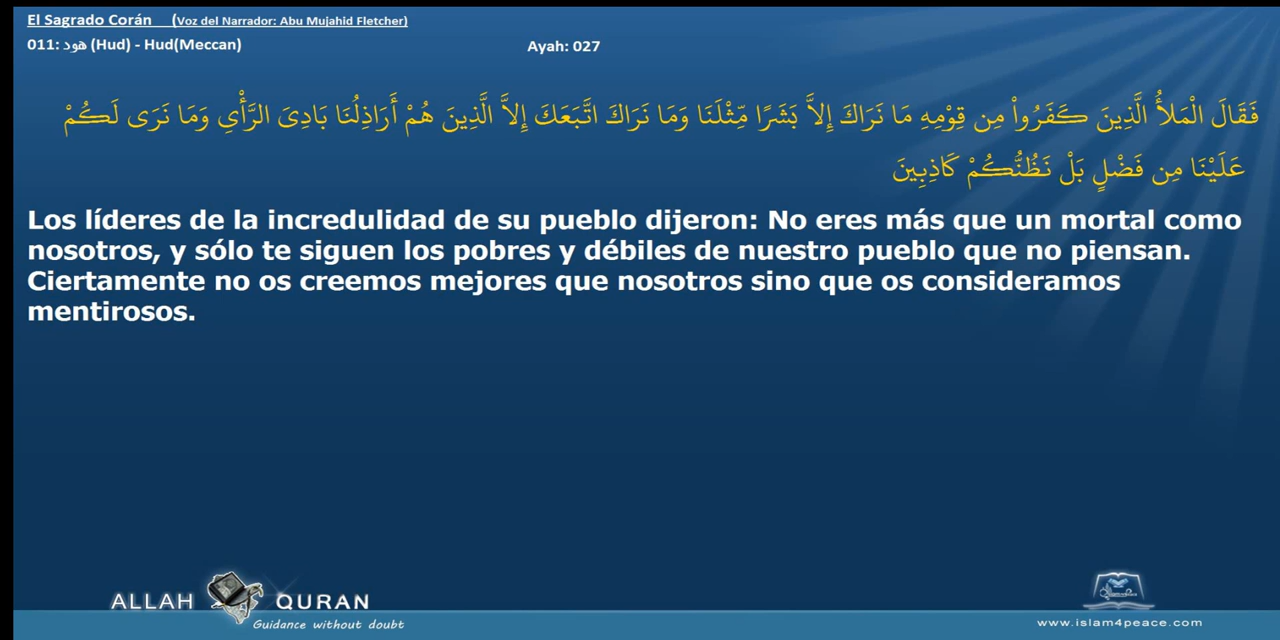 El Sagrado Corán (Voz del Narrador: Abu Mujahid Fletcher)
011: هود (Hud) - Hud(Meccan)
Ayah: 027
فَقَالَ الْمَلأُ الَّذِينَ كَفَرُواْ مِن قِوْمِهِ مَا نَرَاكَ إِلاَّ بَشَرًا مِّثْلَنَا وَمَا نَرَاكَ اتَّبَعَكَ إِلاَّ الَّذِينَ هُمْ أَرَاذِلُنَا بَادِىَ الرَّأْيِ وَمَا نَرَى لَكُمْ
عَلَيْنَا مِن فَضْلٍ بَلْ نَظُنُّكُمْ كَاذِبِينَ
Los líderes de la incredulidad de su pueblo dijeron: No eres más que un mortal como
nosotros, y sólo te siguen los pobres y débiles de nuestro pueblo que no piensan.
Ciertamente no os creemos mejores que nosotros sino que os consideramos
mentirosos.
ALLAH QURAN
Guidance without doubt
www.islam4peace.com